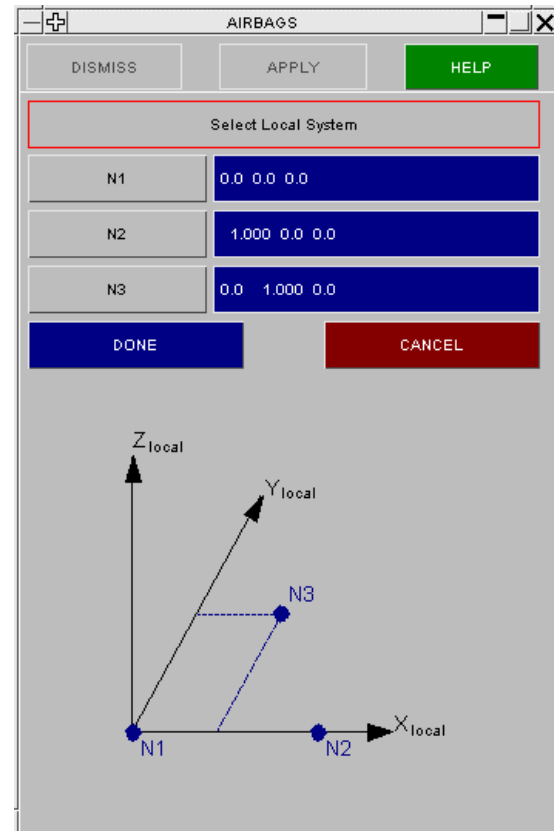 AIRBAGS
DISMISS APPLY HELP
Select Local System
N1 0.0 0.0 0.0
N2 1.000 0.0 0.0
N3 0.0 1.000 0.0
DONE CANCEL
Zlocal
Ylocal
N3
Xlocal
N1 N2